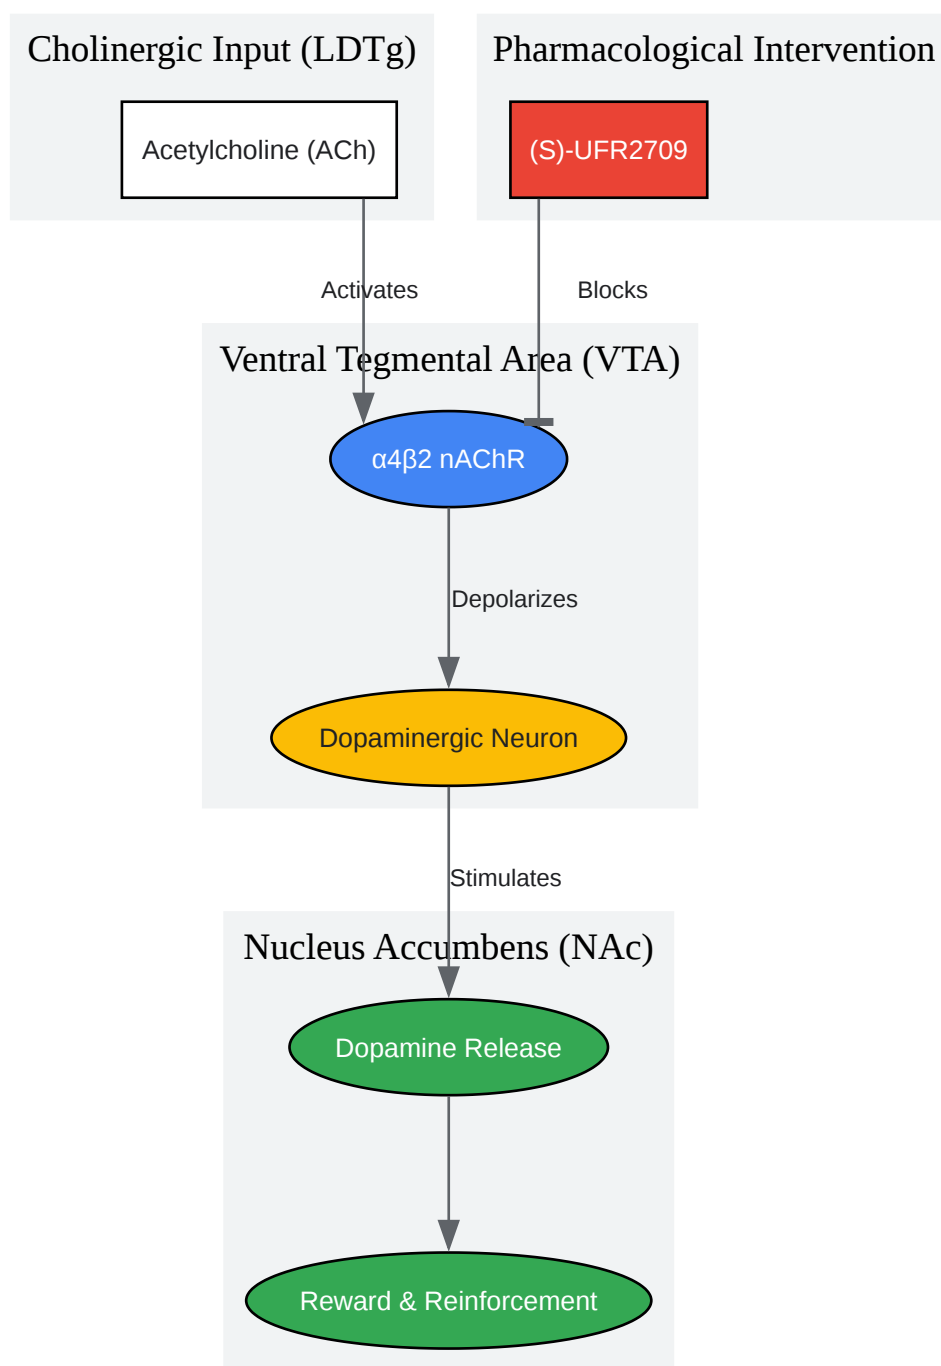 Cholinergic Input (LDTg)
Pharmacological Intervention
Acetylcholine (ACh)
(S)-UFR2709
Activates
Blocks
Ventral Tegmental Area (VTA)
α4β2 nAChR
Depolarizes
Dopaminergic Neuron
Stimulates
Nucleus Accumbens (NAc)
Dopamine Release
Reward & Reinforcement